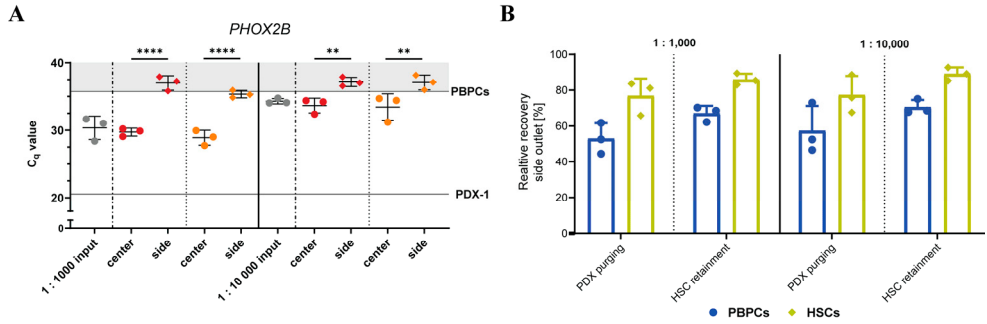 A
PHOX2B
**** **** ** **
40
30
20
0
Cq value
PBPCs
PDX-1
1 : 1000 input
center
side
center
side
1 : 10 000 input
center
side
center
side
B
1 : 1,000 1 : 10,000
100
80
60
40
20
0
Realtive recovery
side outlet [%]
PDX purging
HSC retainment
PDX purging
HSC retainment
PBPCs HSCs